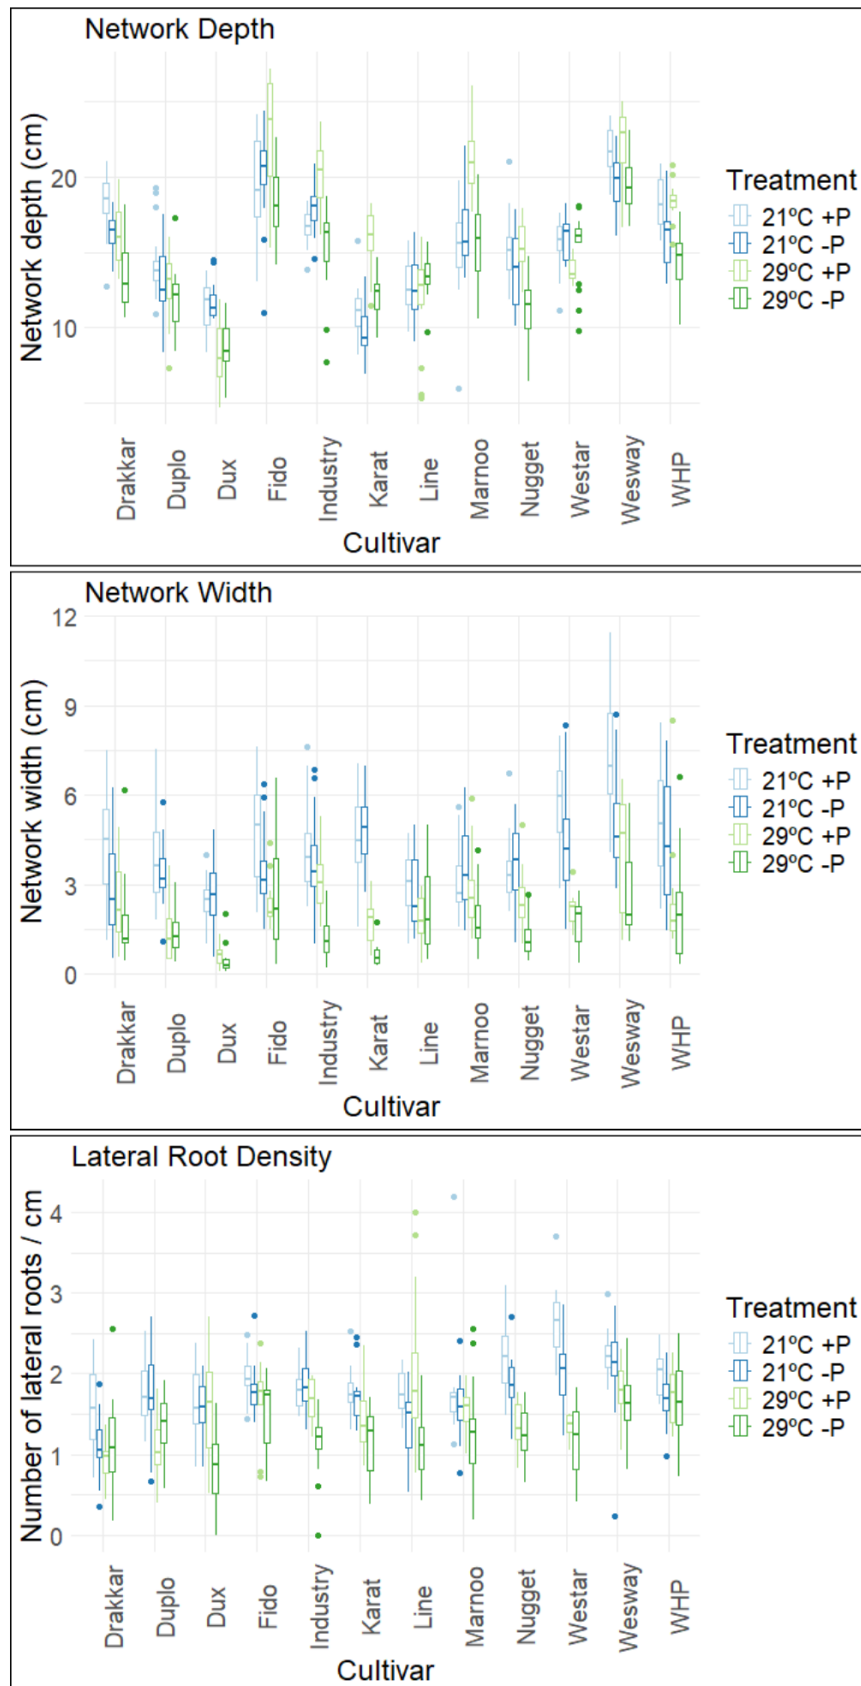 Network Depth
Network depth (cm)
20
10
Drakkar
Duplo
Dux
Fido
Industry
Karat
Line
Marnoo
Nugget
Westar
Wesway
WHP
Cultivar
Treatment
21ºC +P
21ºC -P
29ºC +P
29ºC -P
Network Width
Network width (cm)
12
9
6
3
0
Drakkar
Duplo
Dux
Fido
Industry
Karat
Line
Marnoo
Nugget
Westar
Wesway
WHP
Cultivar
Treatment
21ºC +P
21ºC -P
29ºC +P
29ºC -P
Lateral Root Density
Number of lateral roots / cm
4
3
2
1
0
Drakkar
Duplo
Dux
Fido
Industry
Karat
Line
Marnoo
Nugget
Westar
Wesway
WHP
Cultivar
Treatment
21ºC +P
21ºC -P
29ºC +P
29ºC -P